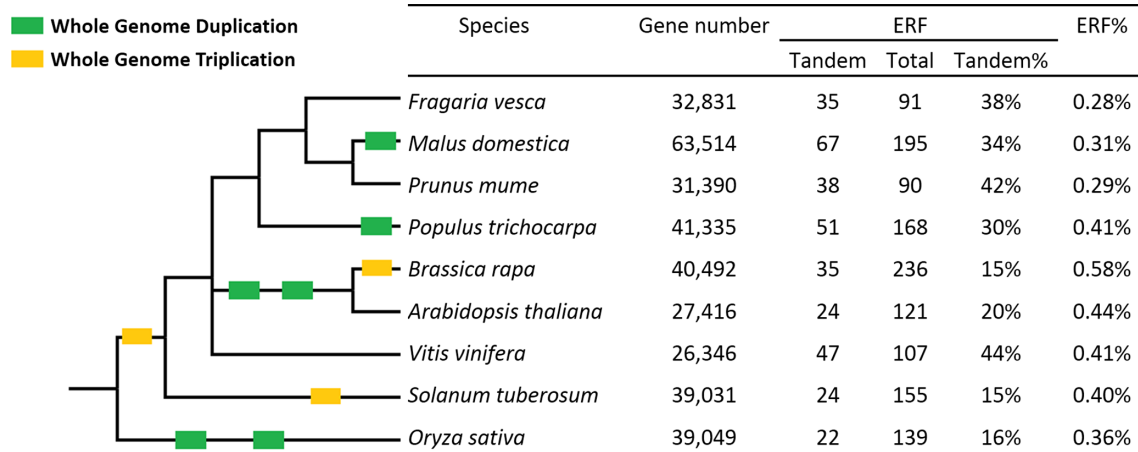 Whole Genome Duplication
Whole Genome Triplication
Species Gene number ERF ERF%
Tandem Total Tandem%
Fragaria vesca 32,831 35 91 38% 0.28%
Malus domestica 63,514 67 195 34% 0.31%
Prunus mume 31,390 38 90 42% 0.29%
Populus trichocarpa 41,335 51 168 30% 0.41%
Brassica rapa 40,492 35 236 15% 0.58%
Arabidopsis thaliana 27,416 24 121 20% 0.44%
Vitis vinifera 26,346 47 107 44% 0.41%
Solanum tuberosum 39,031 24 155 15% 0.40%
Oryza sativa 39,049 22 139 16% 0.36%